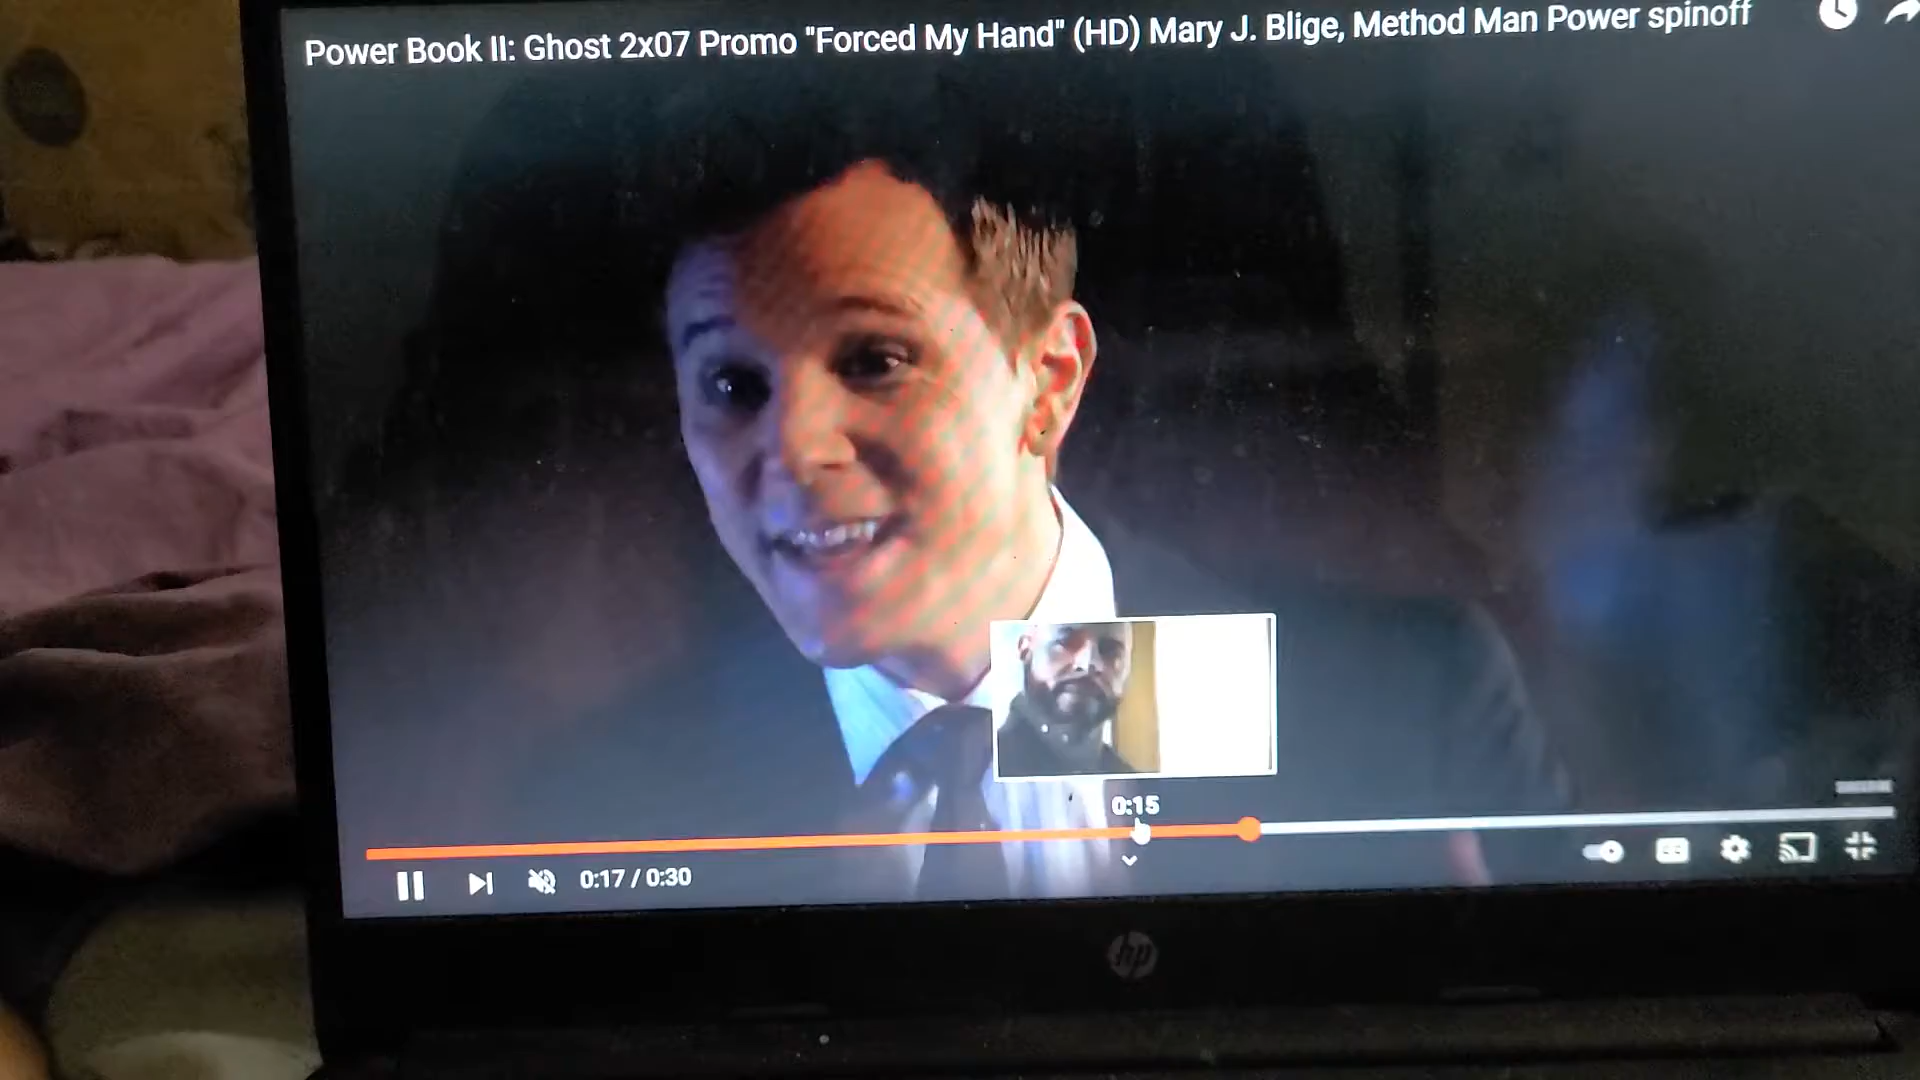 Power Book II: Ghost 2x07 Promo "Forced My Hand" (HD) Mary J. Blige, Method Man Power spinoff
0:15
0:17 / 0:30
hp